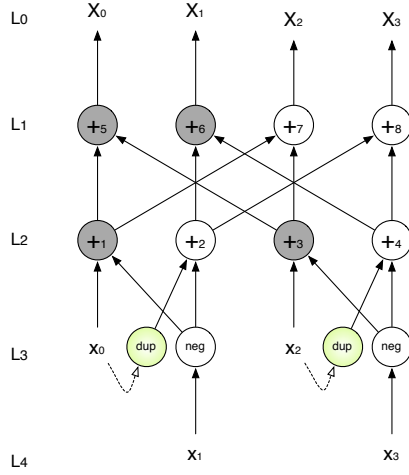 L0 X0 X1 X2 X3
L1 +5 +6 +7 +8
L2 +1 +2 +3 +4
L3 x0 dup neg x2 dup neg
L4 x1 x3